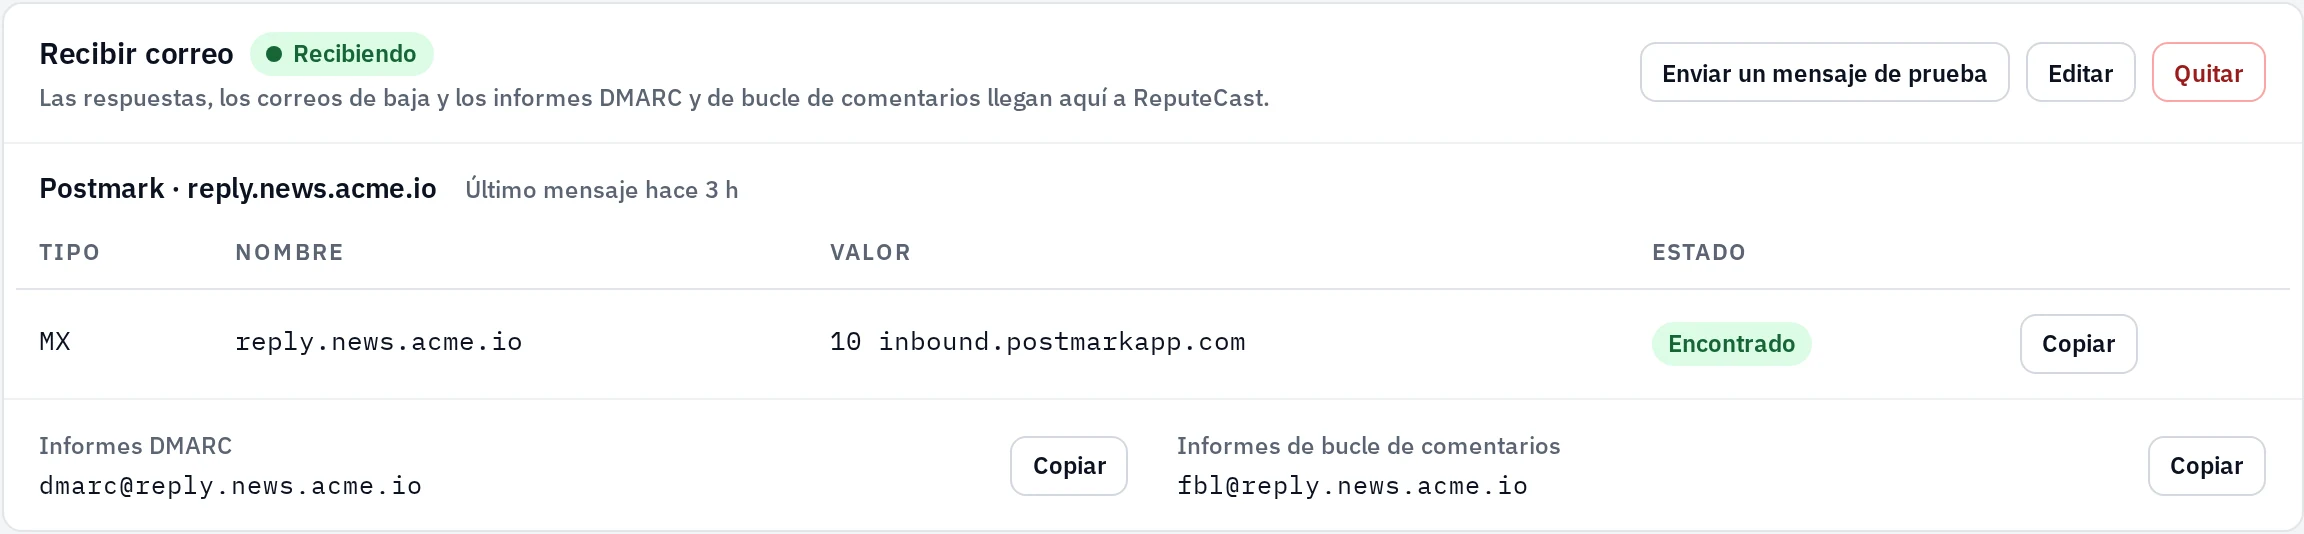 Recibir correo
Recibiendo
Las respuestas, los correos de baja y los informes DMARC y de bucle de comentarios llegan aquí a ReputeCast.
Enviar un mensaje de prueba
Editar
Quitar
Postmark · reply.news.acme.io
Último mensaje hace 3 h
TIPO NOMBRE VALOR ESTADO
MX reply.news.acme.io 10 inbound.postmarkapp.com Encontrado Copiar
Informes DMARC
dmarc@reply.news.acme.io
Copiar
Informes de bucle de comentarios
fbl@reply.news.acme.io
Copiar